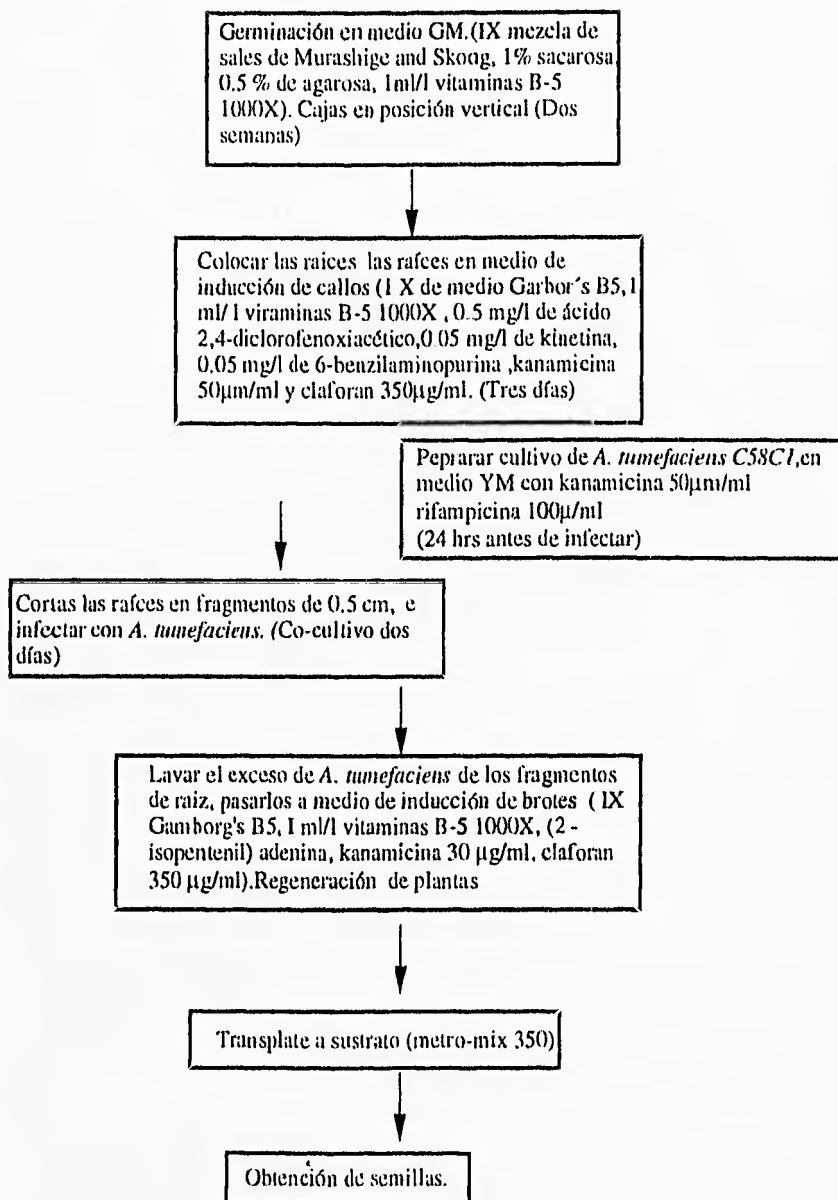 Germinación en medio GM.(1X mezcla de
sales de Murashige and Skoog, 1% sacarosa,
0.5 % de agarosa, 1ml/l vitaminas B-5
1000X). Cajas en posición vertical (Dos
semanas)
Colocar las raices las raíces en medio de
inducción de callos (1 X de medio Garbor's B5,1
ml/ l viraminas B-5 1000X , 0.5 mg/l de ácido
2,4-diclorofenoxiacético,0.05 mg/l de kinetina,
0.05 mg/l de 6-benzilaminopurina ,kanamicina
50µm/ml y claforan 350µg/ml. (Tres días)
Peprarar cultivo de A. tumefaciens C58C1,en
medio YM con kanamicina 50µm/ml
rifampicina 100µ/ml
(24 hrs antes de infectar)
Cortas las raíces en fragmentos de 0.5 cm, e
infectar con A. tumefaciens. (Co-cultivo dos
días)
Lavar el exceso de A. tumefaciens de los fragmentos
de raiz, pasarlos a medio de inducción de brotes ( 1X
Gamborg's B5, 1 ml/l vitaminas B-5 1000X, (2 -
isopentenil) adenina, kanamicina 30 µg/ml, claforan
350 µg/ml).Regeneración de plantas
Transplate a sustrato (metro-mix 350)
Obtención de semillas.